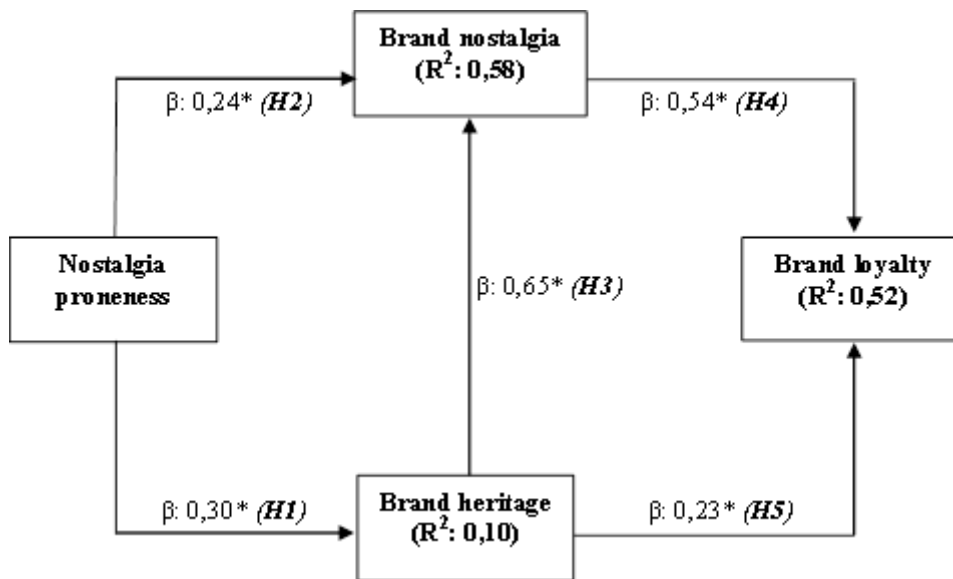 Brand nostalgia
(R²: 0,58)
β: 0,24* (H2)
β: 0,54* (H4)
Nostalgia
proneness
β: 0,65* (H3)
Brand loyalty
(R²: 0,52)
β: 0,30* (H1)
Brand heritage
(R²: 0,10)
β: 0,23* (H5)